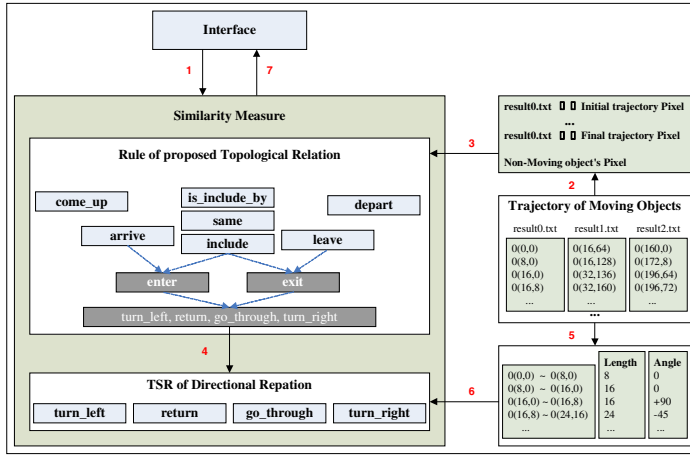 Interface
1
7
Similarity Measure
Rule of proposed Topological Relation
come_up
is_include_by
depart
same
arrive
include
leave
enter
exit
turn_left, return, go_through, turn_right
4
TSR of Directional Repation
turn_left
return
go_through
turn_right
result0.txt Initial trajectory Pixel
...
result0.txt Final trajectory Pixel
Non-Moving object's Pixel
3
2
Trajectory of Moving Objects
result0.txt result1.txt result2.txt
0(0,0) 0(16,64) 0(160,0)
0(8,0) 0(16,128) 0(172,8)
0(16,0) 0(32,136) 0(196,64)
0(16,8) 0(32,160) 0(196,72)
... ... ...
...
5
6
Length Angle
0(0,0) ~ 0(8,0) 8 0
0(8,0) ~ 0(16,0) 16 0
0(16,0) ~ 0(16,8) 16 +90
0(16,8) ~ 0(24,16) 24 -45
... ... ...